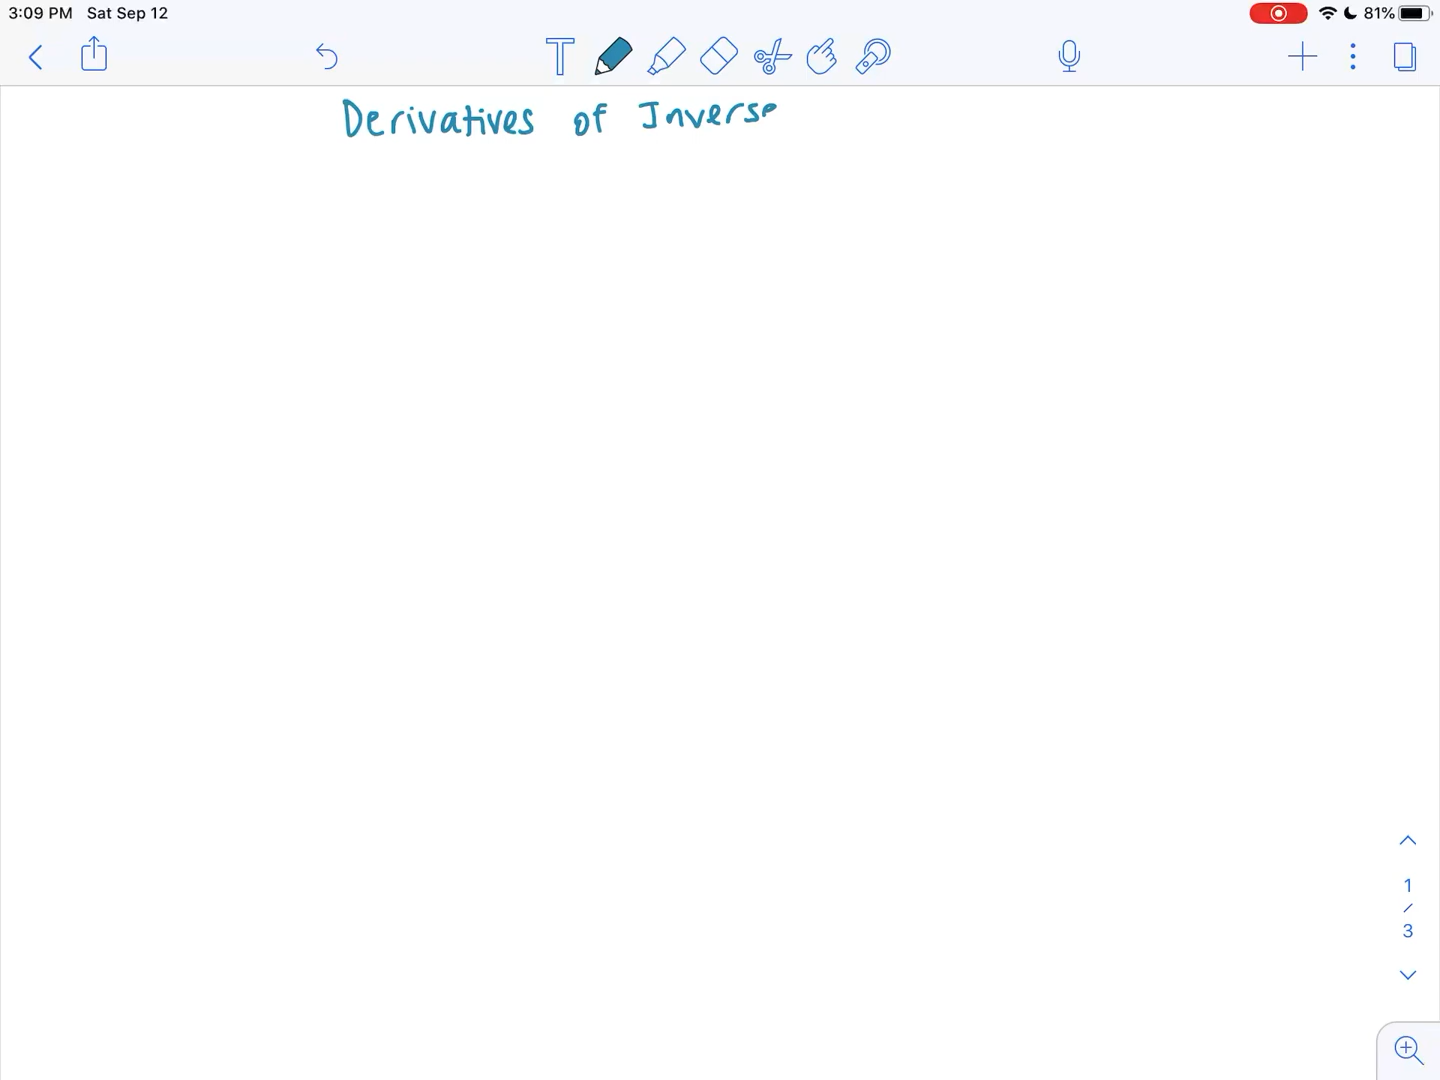 3:09 PM Sat Sep 12 81%
T
Derivatives of Inverse
1
/
3